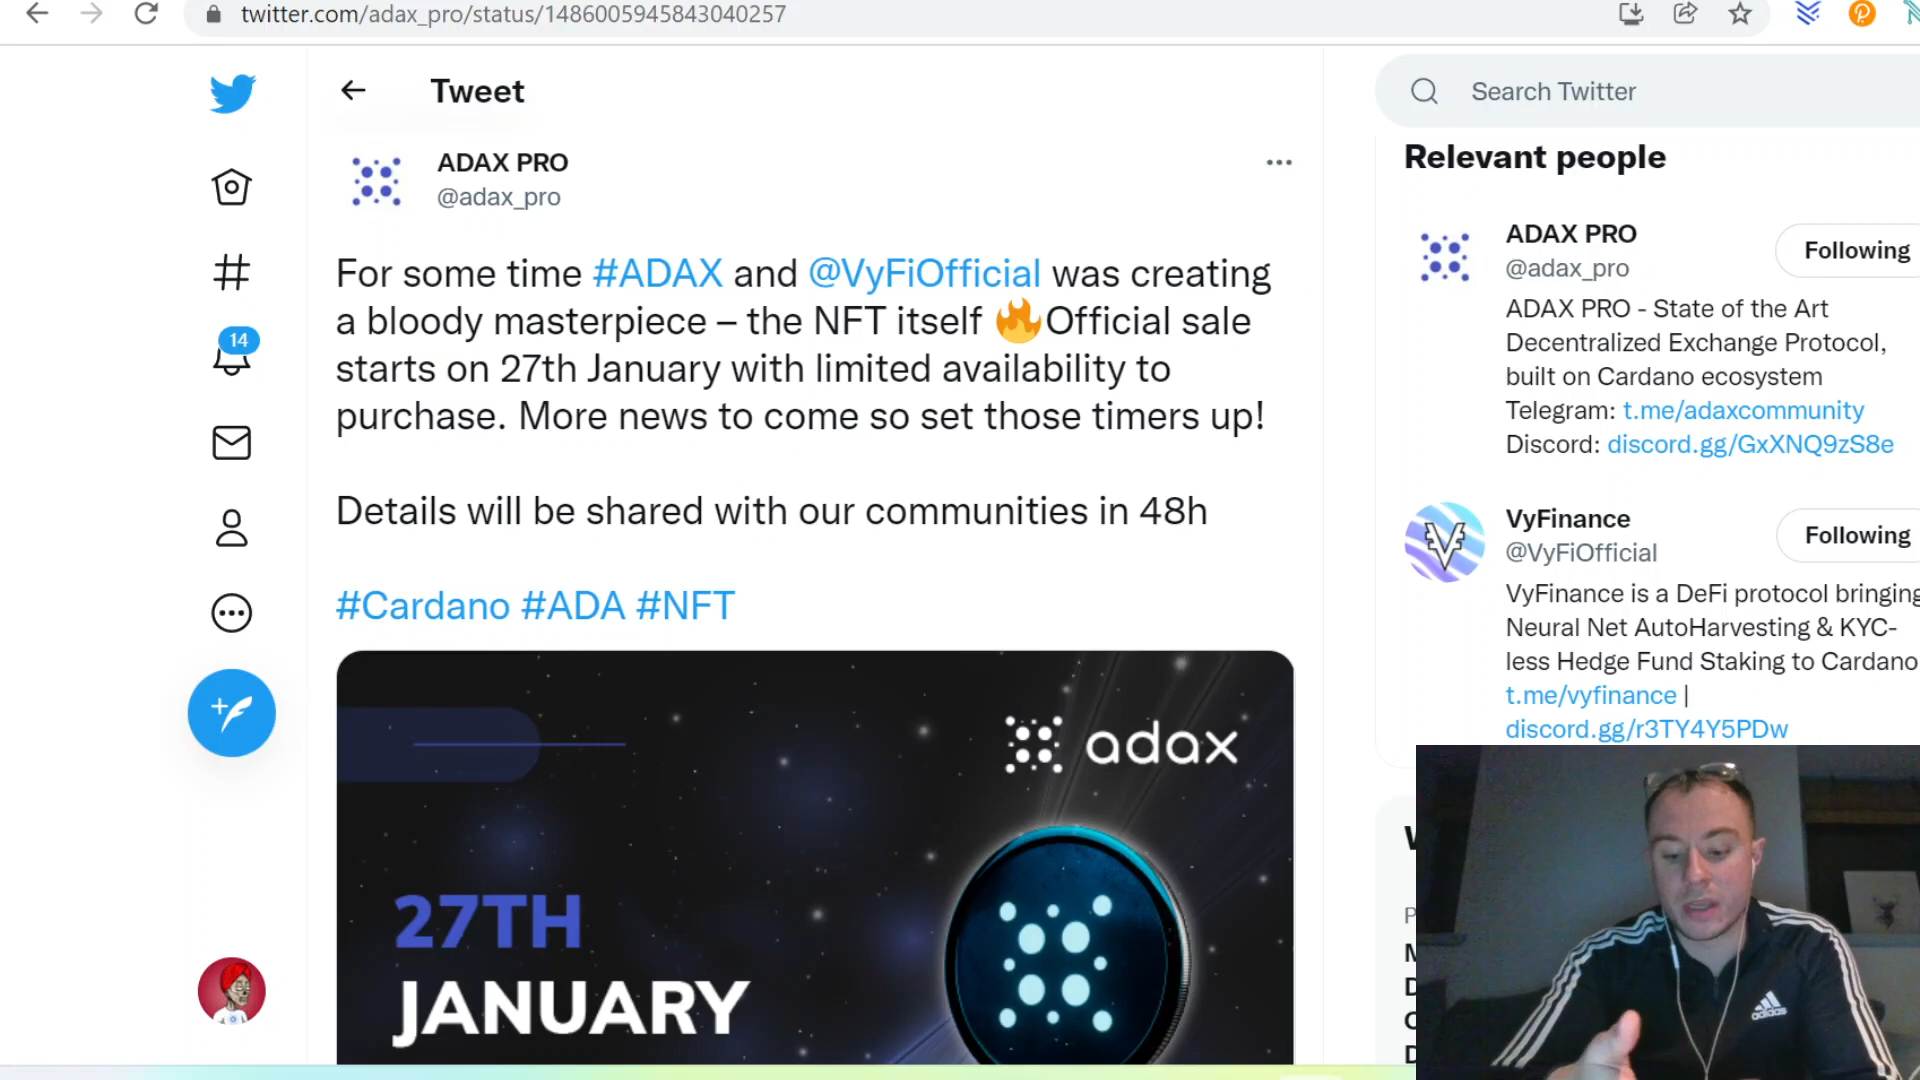 twitter.com/adax_pro/status/1486005945843040257
Tweet
Search Twitter
ADAX PRO
@adax_pro
For some time #ADAX and @VyFiOfficial was creating
a bloody masterpiece – the NFT itself 🔥Official sale
starts on 27th January with limited availability to
purchase. More news to come so set those timers up!
Details will be shared with our communities in 48h
#Cardano #ADA #NFT
adax
27TH
JANUARY
14
Relevant people
ADAX PRO
@adax_pro
Following
ADAX PRO - State of the Art
Decentralized Exchange Protocol,
built on Cardano ecosystem
Telegram: t.me/adaxcommunity
Discord: discord.gg/GxXNQ9zS8e
VyFinance
@VyFiOfficial
Following
VyFinance is a DeFi protocol bringing
Neural Net AutoHarvesting & KYC-
less Hedge Fund Staking to Cardano
t.me/vyfinance |
discord.gg/r3TY4Y5PDw
adidas